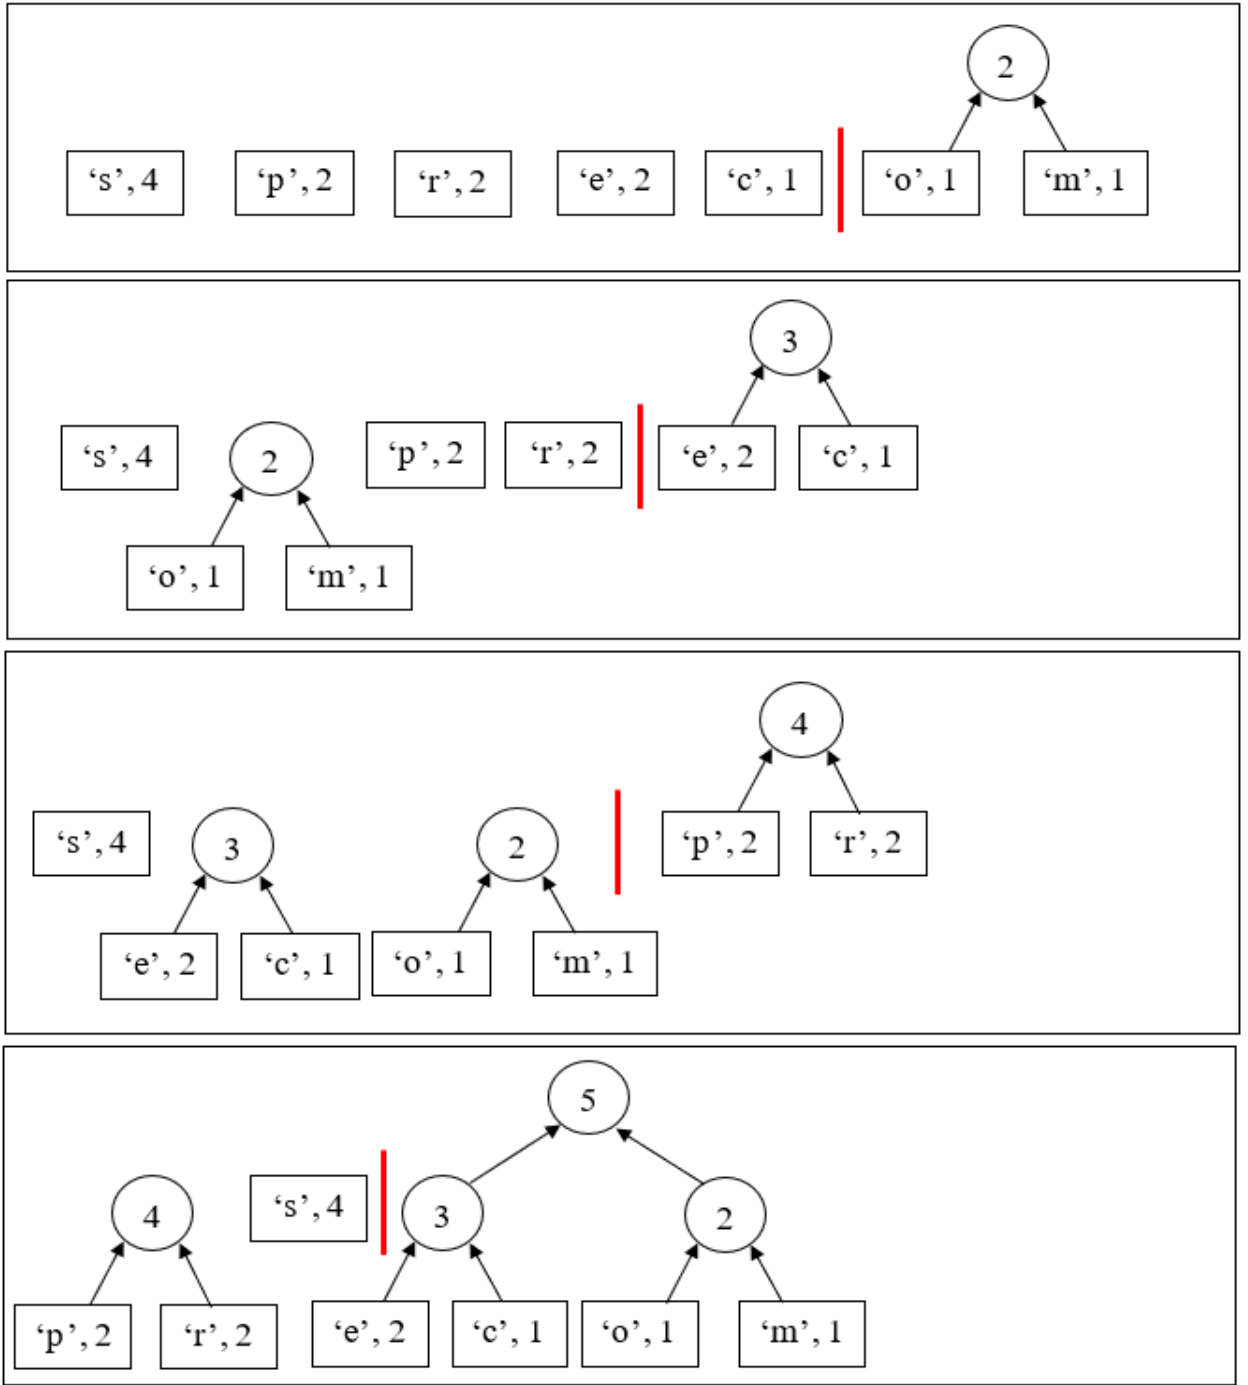 2
‘s’, 4 ‘p’, 2 ‘r’, 2 ‘e’, 2 ‘c’, 1 ‘o’, 1 ‘m’, 1
3
‘s’, 4 2 ‘p’, 2 ‘r’, 2 ‘e’, 2 ‘c’, 1
‘o’, 1 ‘m’, 1
4
‘s’, 4 3 2 ‘p’, 2 ‘r’, 2
‘e’, 2 ‘c’, 1 ‘o’, 1 ‘m’, 1
5
4 ‘s’, 4 3 2
‘p’, 2 ‘r’, 2 ‘e’, 2 ‘c’, 1 ‘o’, 1 ‘m’, 1